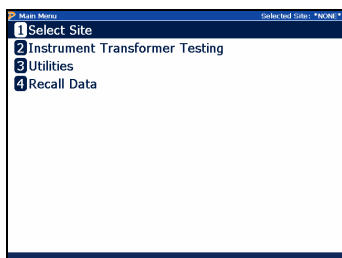 Main Menu Selected Site: *NONE*
1 Select Site
2 Instrument Transformer Testing
3 Utilities
4 Recall Data